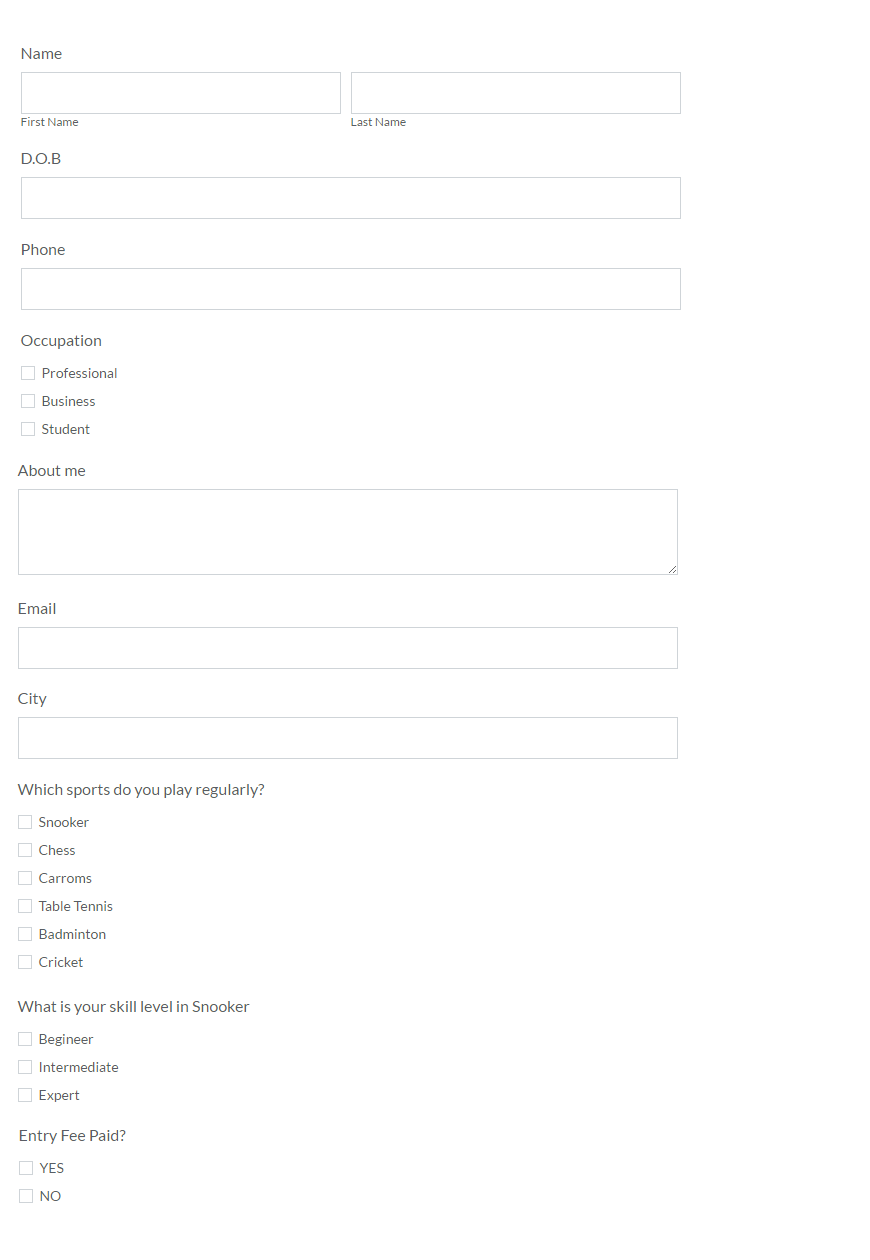 Name
First Name Last Name
D.O.B
Phone
Occupation
Professional
Business
Student
About me
Email
City
Which sports do you play regularly?
Snooker
Chess
Carroms
Table Tennis
Badminton
Cricket
What is your skill level in Snooker
Begineer
Intermediate
Expert
Entry Fee Paid?
YES
NO